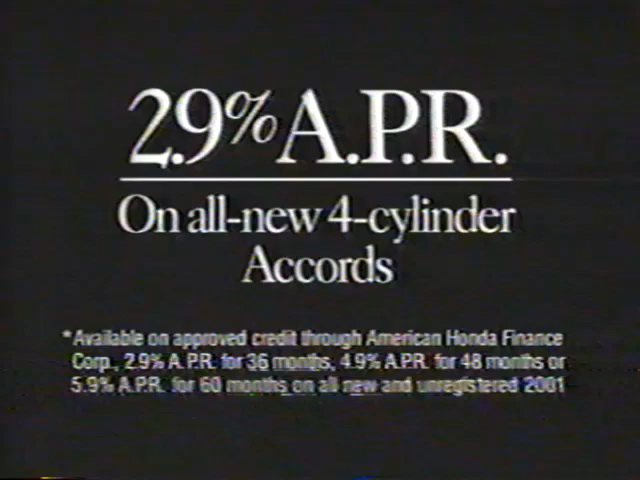 2.9% A.P.R.
On all-new 4-cylinder
Accords
*Available on approved credit through American Honda Finance
Corp., 2.9% A.P.R. for 36 months, 4.9% A.P.R. for 48 months or
5.9% A.P.R. for 60 months on all new and unregistered 2001